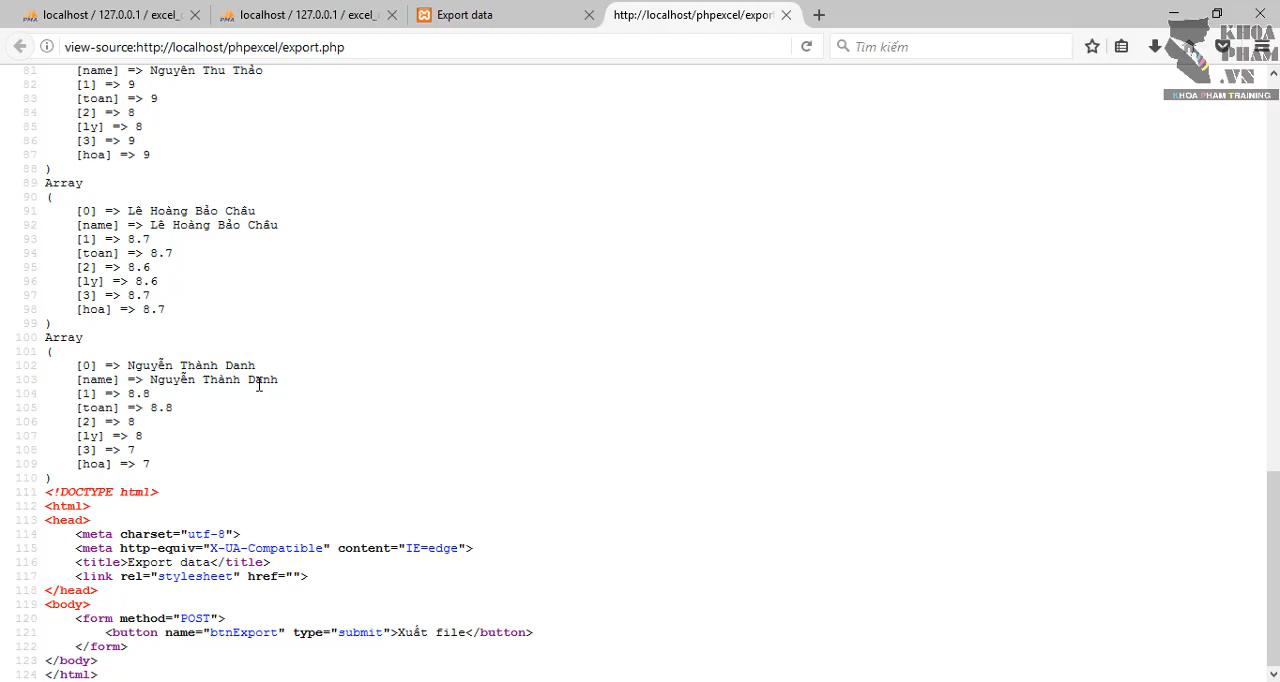 localhost / 127.0.0.1 / excel_
localhost / 127.0.0.1 / excel_
Export data
http://localhost/phpexcel/expor
view-source:http://localhost/phpexcel/export.php
Tìm kiếm
KHOA
PHAM
.VN
KHOA PHAM TRAINING
81 [name] => Nguyên Thu Thảo
82 [1] => 9
83 [toan] => 9
84 [2] => 8
85 [ly] => 8
86 [3] => 9
87 [hoa] => 9
88 )
89 Array
90 (
91 [0] => Lê Hoàng Bảo Châu
92 [name] => Lê Hoàng Bảo Châu
93 [1] => 8.7
94 [toan] => 8.7
95 [2] => 8.6
96 [ly] => 8.6
97 [3] => 8.7
98 [hoa] => 8.7
99 )
100 Array
101 (
102 [0] => Nguyễn Thành Danh
103 [name] => Nguyễn Thành Danh
104 [1] => 8.8
105 [toan] => 8.8
106 [2] => 8
107 [ly] => 8
108 [3] => 7
109 [hoa] => 7
110 )
111 <!DOCTYPE html>
112 <html>
113 <head>
114 <meta charset="utf-8">
115 <meta http-equiv="X-UA-Compatible" content="IE=edge">
116 <title>Export data</title>
117 <link rel="stylesheet" href="">
118 </head>
119 <body>
120 <form method="POST">
121 <button name="btnExport" type="submit">Xuất file</button>
122 </form>
123 </body>
124 </html>